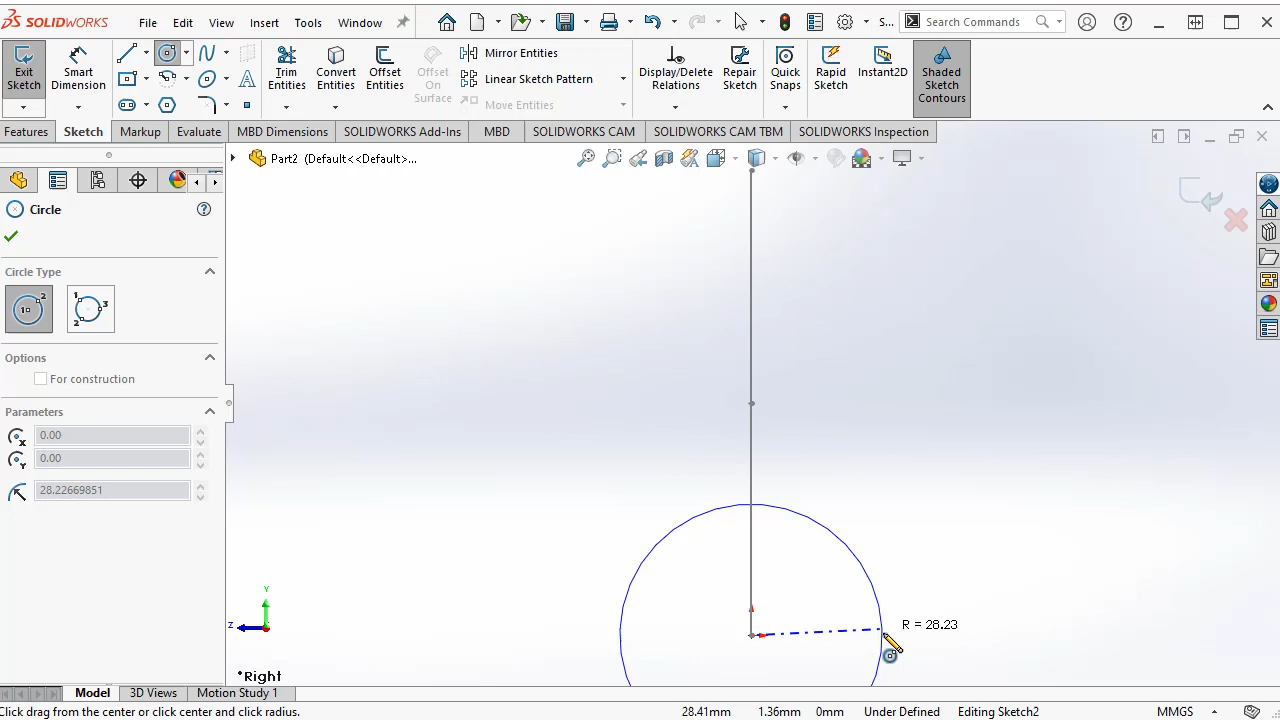 SOLIDWORKS File Edit View Insert Tools Window S... Search Commands
Exit Sketch
Smart Dimension
Trim Entities
Convert Entities
Offset Entities
Offset On Surface
Mirror Entities
Linear Sketch Pattern
Move Entities
Display/Delete Relations
Repair Sketch
Quick Snaps
Rapid Sketch
Instant2D
Shaded Sketch Contours
Features Sketch Markup Evaluate MBD Dimensions SOLIDWORKS Add-Ins MBD SOLIDWORKS CAM SOLIDWORKS CAM TBM SOLIDWORKS Inspection
Part2 (Default<<Default>...
Circle
Circle Type
Options
For construction
Parameters
0.00
0.00
28.22669851
R = 28.23
Y
Z
*Right
Model 3D Views Motion Study 1
Click drag from the center or click center and click radius. 28.41mm 1.36mm 0mm Under Defined Editing Sketch2 MMGS